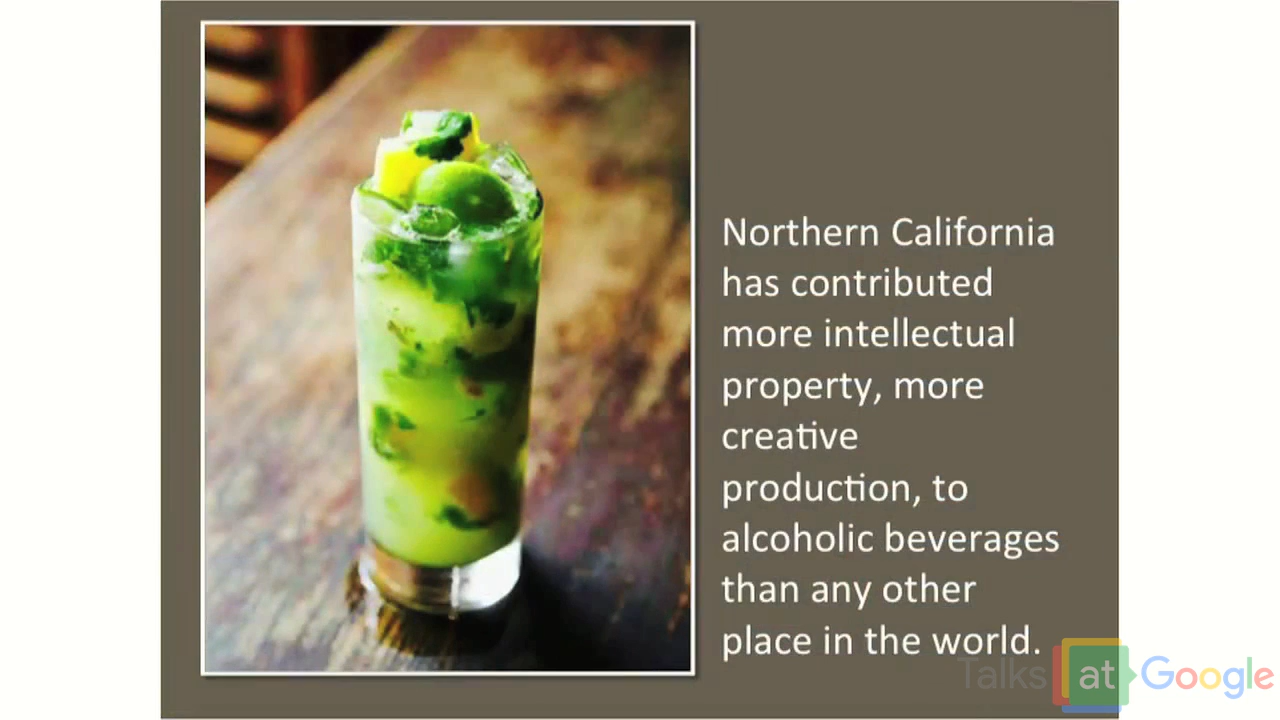 Northern California
has contributed
more intellectual
property, more
creative
production, to
alcoholic beverages
than any other
place in the world.
Talks at Google